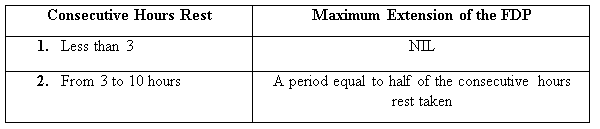 Consecutive Hours Rest
Maximum Extension of the FDP
1. Less than 3
NIL
2. From 3 to 10 hours
A period equal to half of the consecutive hours
rest taken